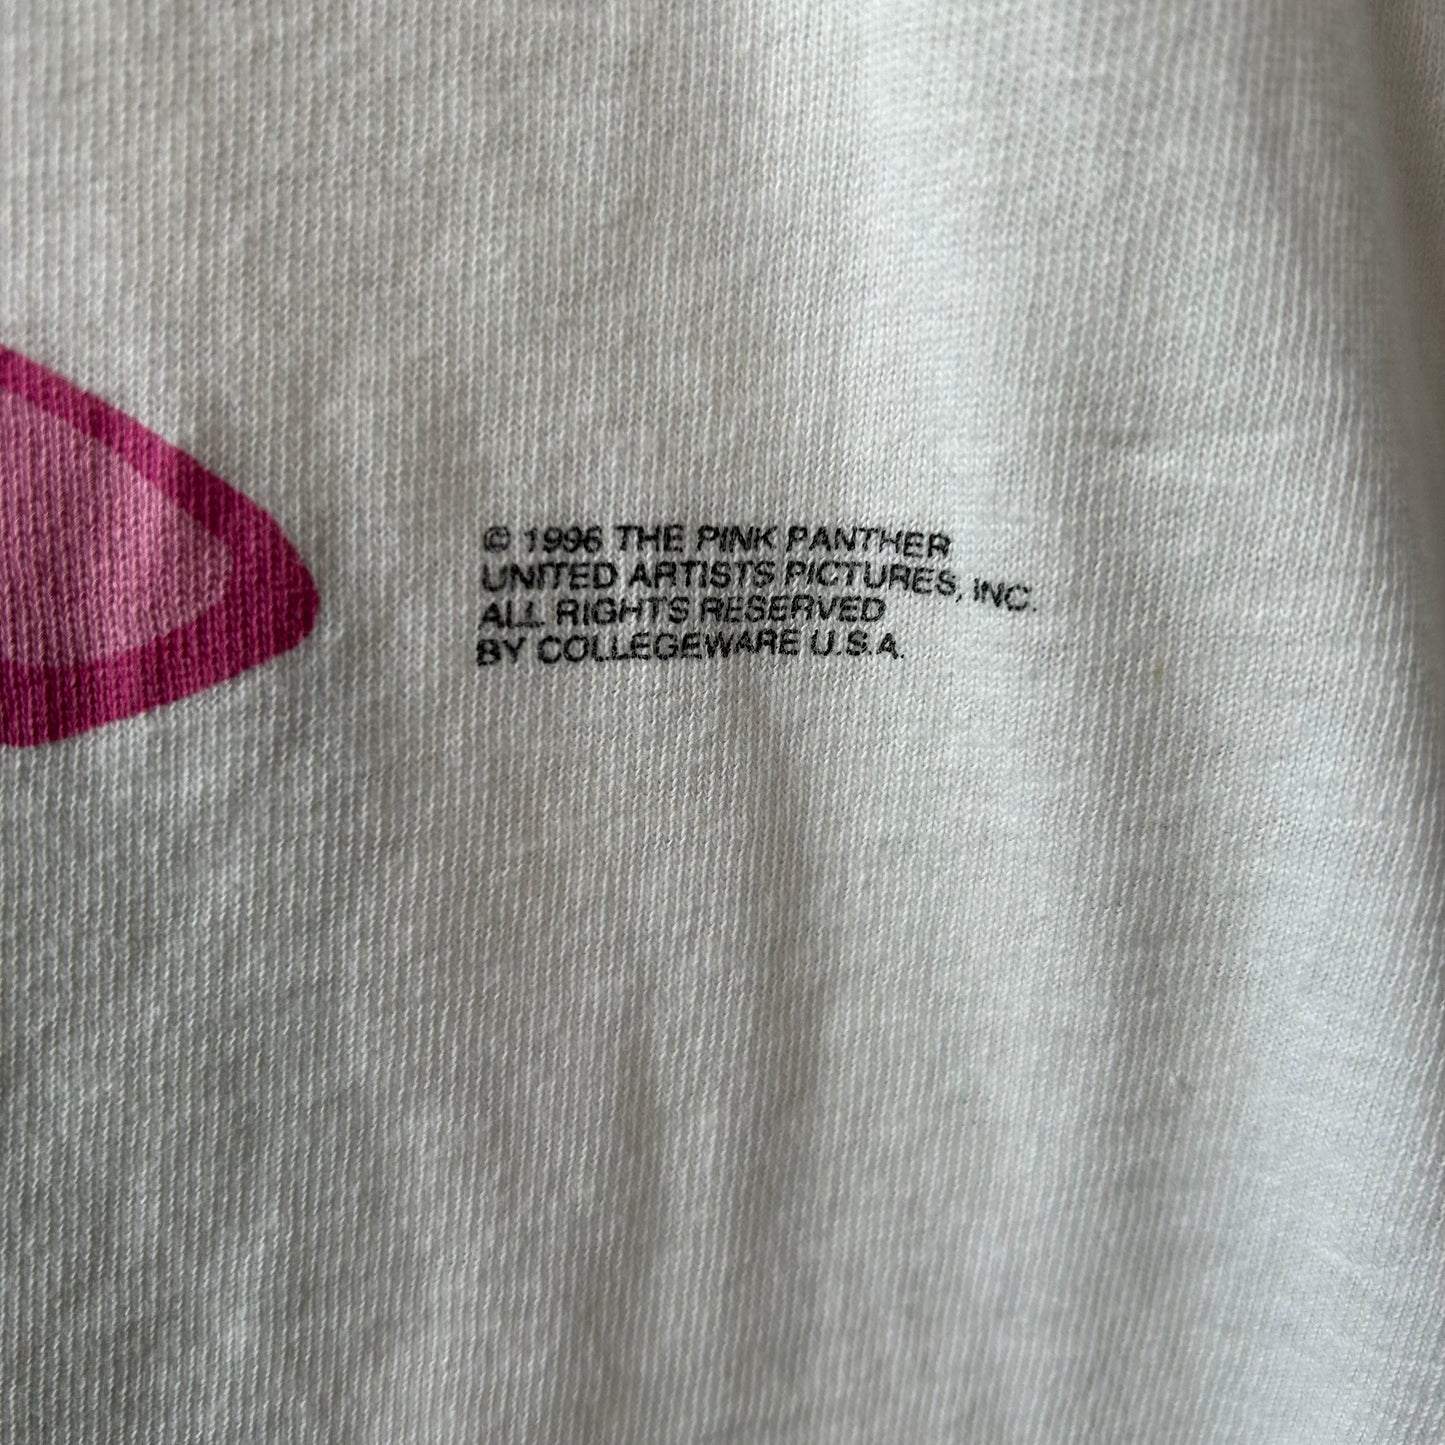 © 1996 THE PINK PANTHER
UNITED ARTISTS PICTURES, INC.
ALL RIGHTS RESERVED
BY COLLEGEWARE U.S.A.